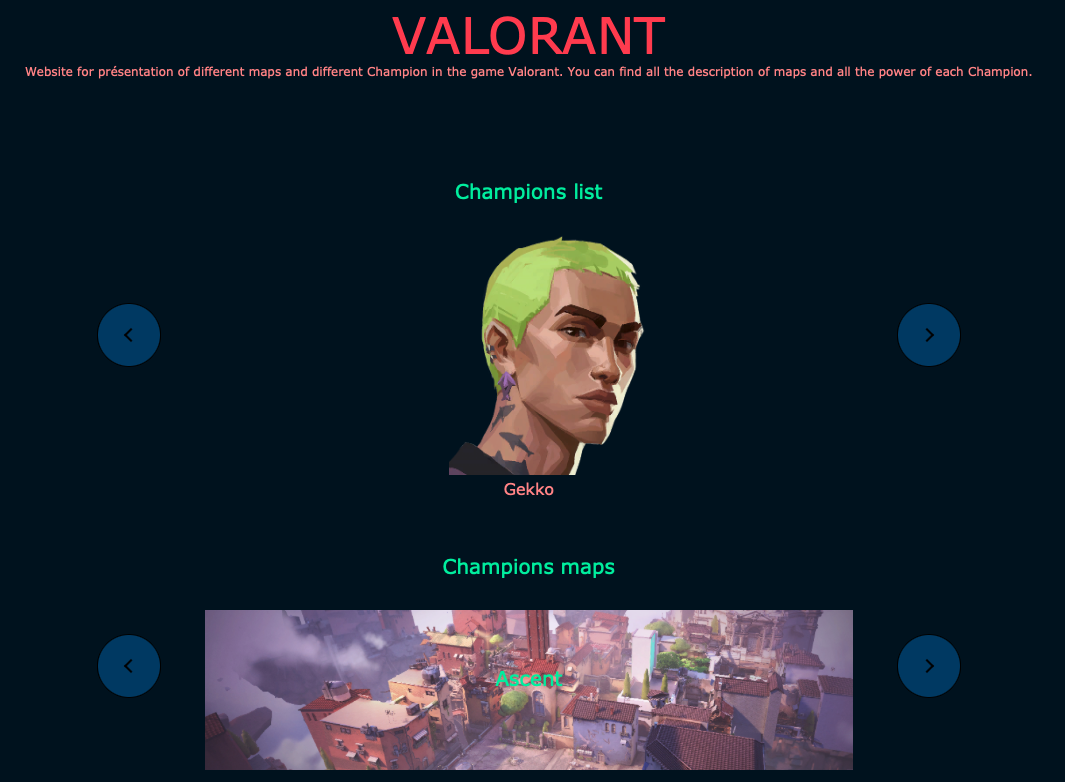 VALORANT
Website for présentation of different maps and different Champion in the game Valorant. You can find all the description of maps and all the power of each Champion.
Champions list
Gekko
Champions maps
Ascent